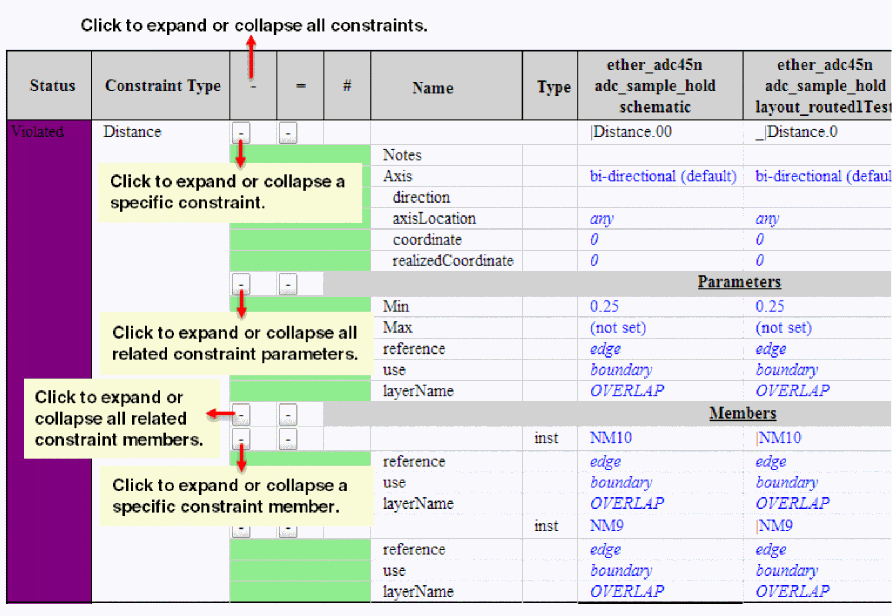 Click to expand or collapse all constraints.
Status Constraint Type - = # Name Type ether_adc45n adc_sample_hold schematic ether_adc45n adc_sample_hold layout_routed1Test
Violated Distance - - |Distance.00 _|Distance.0
Notes
Click to expand or collapse a specific constraint.
Axis bi-directional (default) bi-directional (defaul
direction
axisLocation any any
coordinate 0 0
realizedCoordinate 0 0
- - Parameters
Min 0.25 0.25
Click to expand or collapse all related constraint parameters.
Max (not set) (not set)
reference edge edge
use boundary boundary
layerName OVERLAP OVERLAP
Click to expand or collapse all related constraint members.
- - Members
- - inst NM10 |NM10
reference edge edge
Click to expand or collapse a specific constraint member.
use boundary boundary
layerName OVERLAP OVERLAP
- - inst NM9 |NM9
reference edge edge
use boundary boundary
layerName OVERLAP OVERLAP